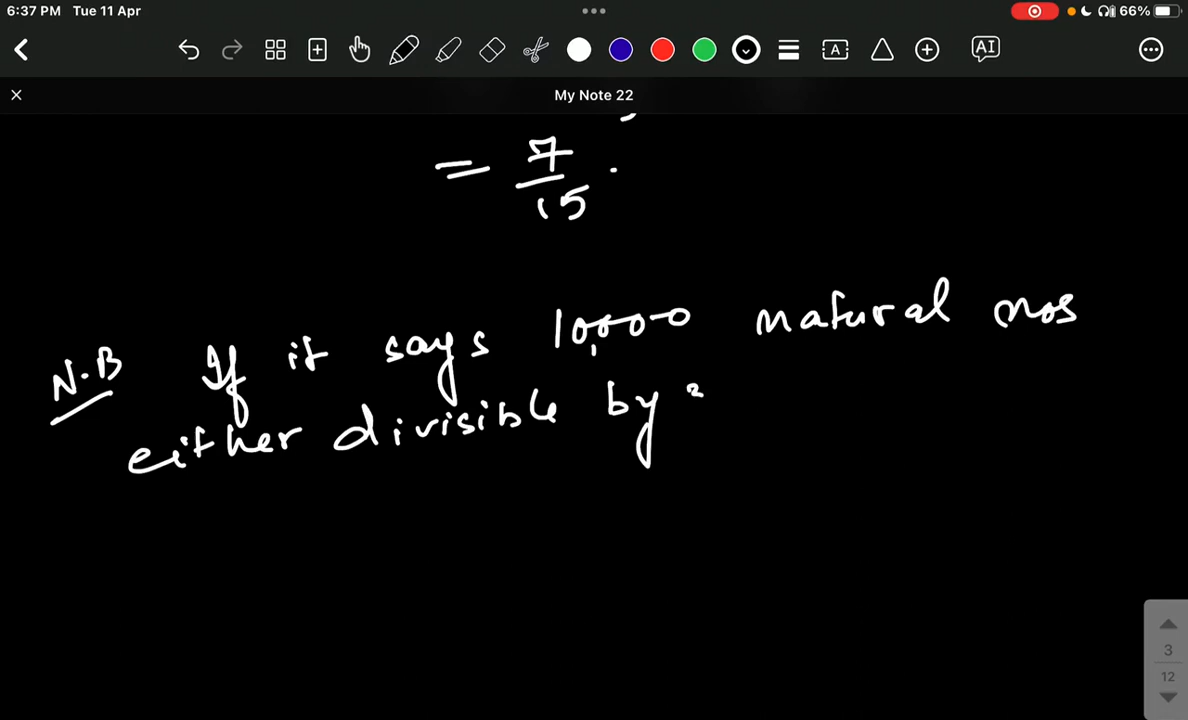 6:37 PM Tue 11 Apr
66%
A
AI
My Note 22
= 7/15 .
N.B If it says 10,000 natural nos
either divisible by
3
12